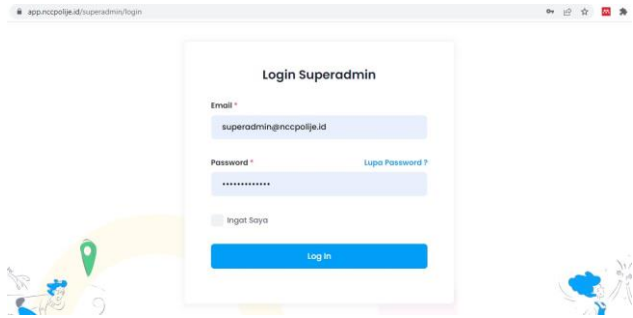 app.nccpolije.id/superadmin/login
Login Superadmin
Email *
superadmin@nccpolije.id
Password *
Lupa Password ?
•••••••••••••
Ingat Saya
Log In